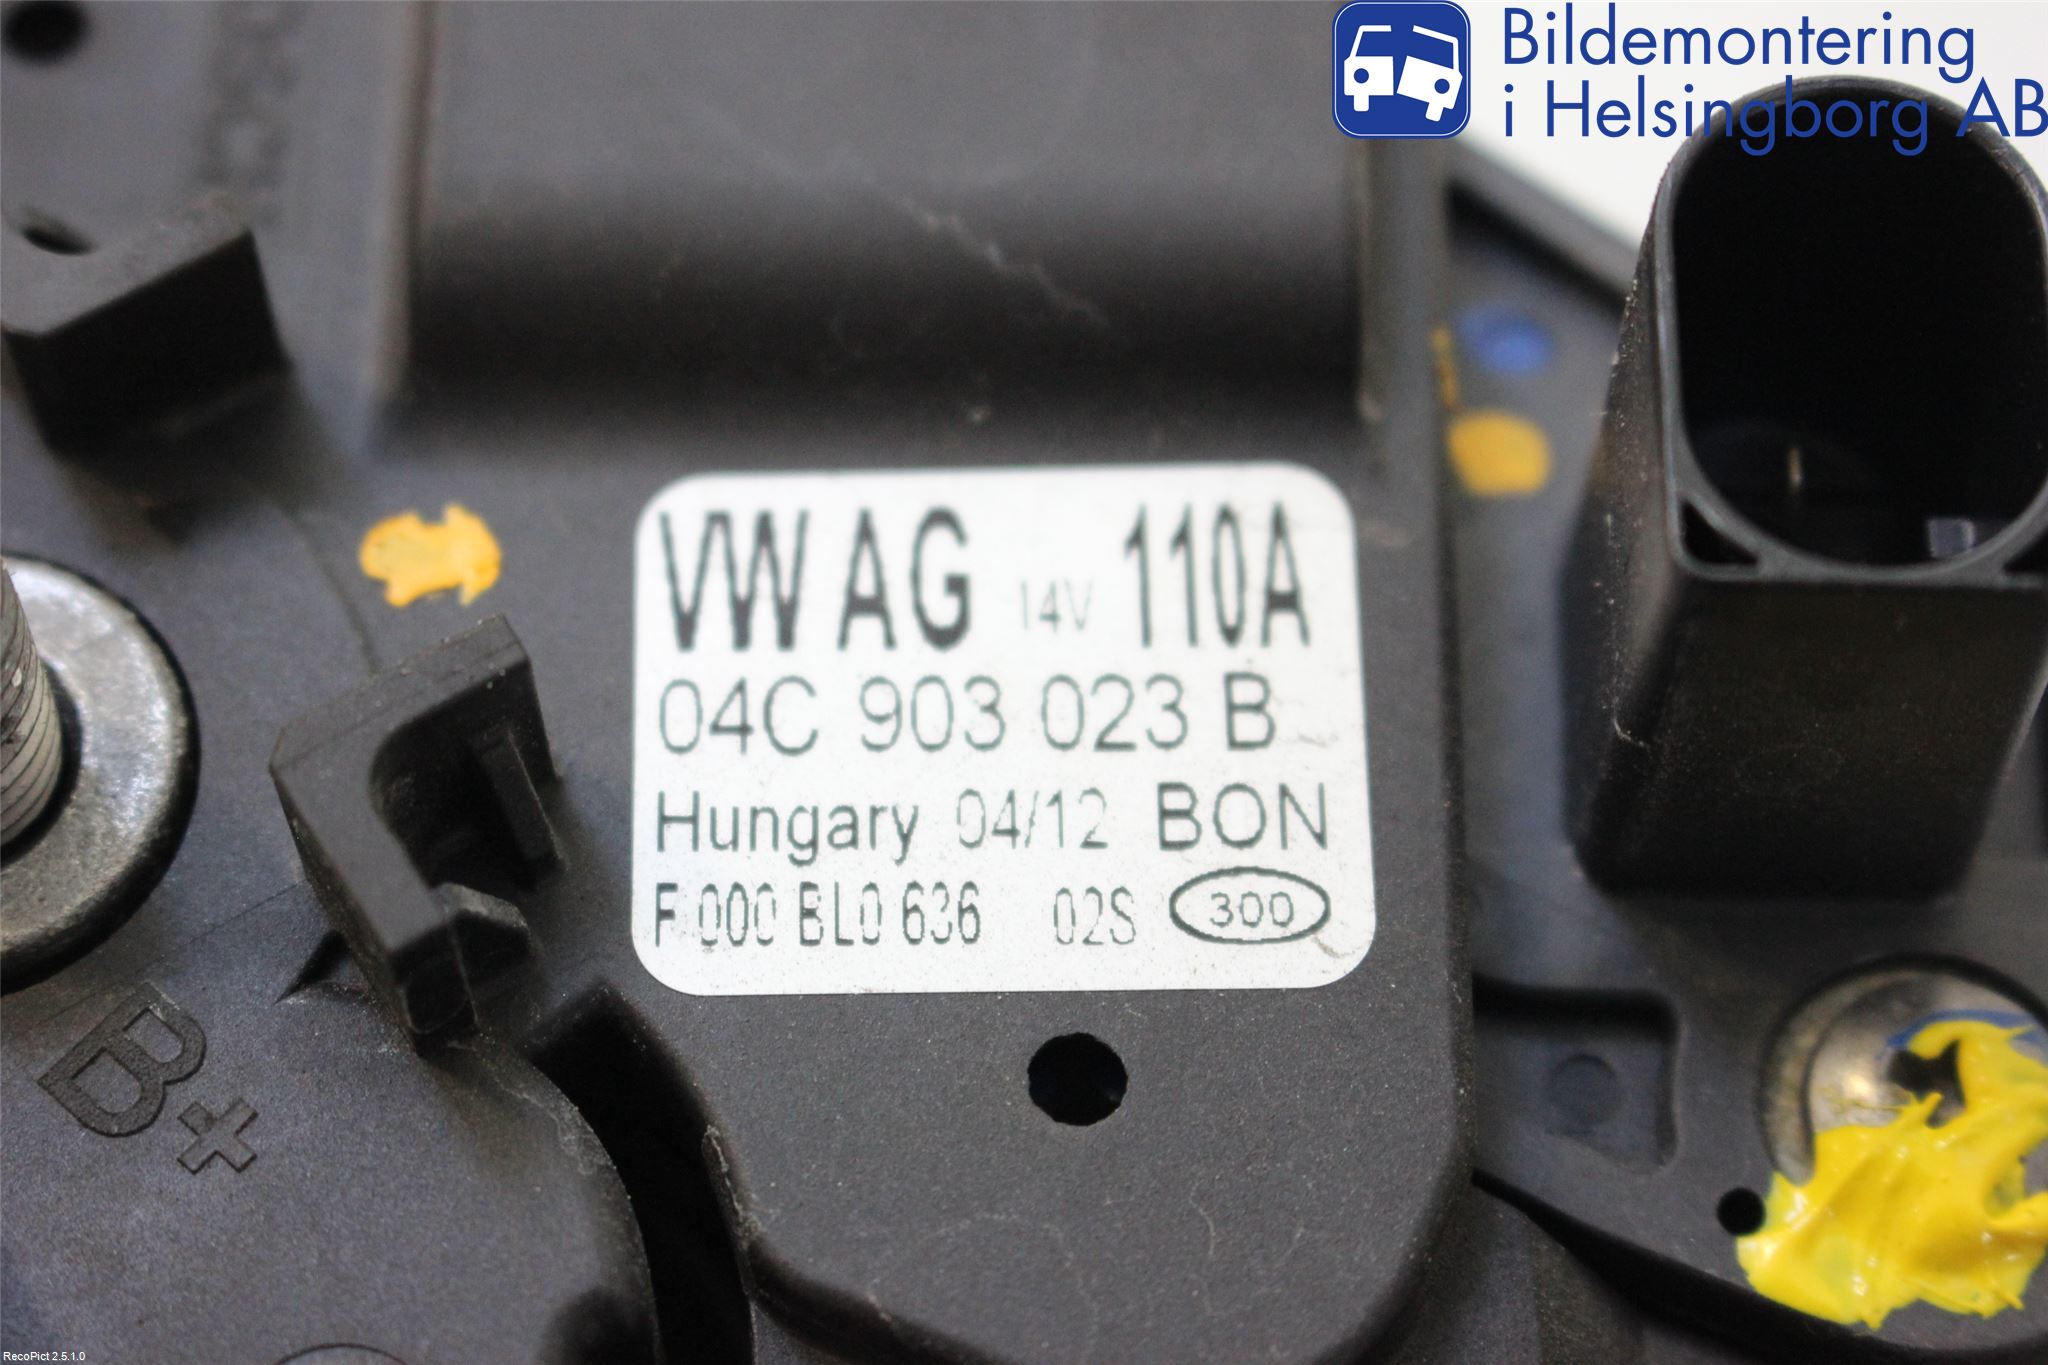 Bildemontering
i Helsingborg AB
VW AG 14V 110A
04C 903 023 B
Hungary 04/12 BON
F 000 BL0 636 02S 300
B+
RecoPict 2.5.1.0